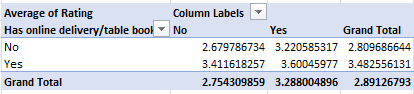 Average of Rating Column Labels
Has online delivery/table book No Yes Grand Total
No 2.679786734 3.220585317 2.809686644
Yes 3.411618257 3.60045977 3.482556131
Grand Total 2.754309859 3.288004896 2.89126793